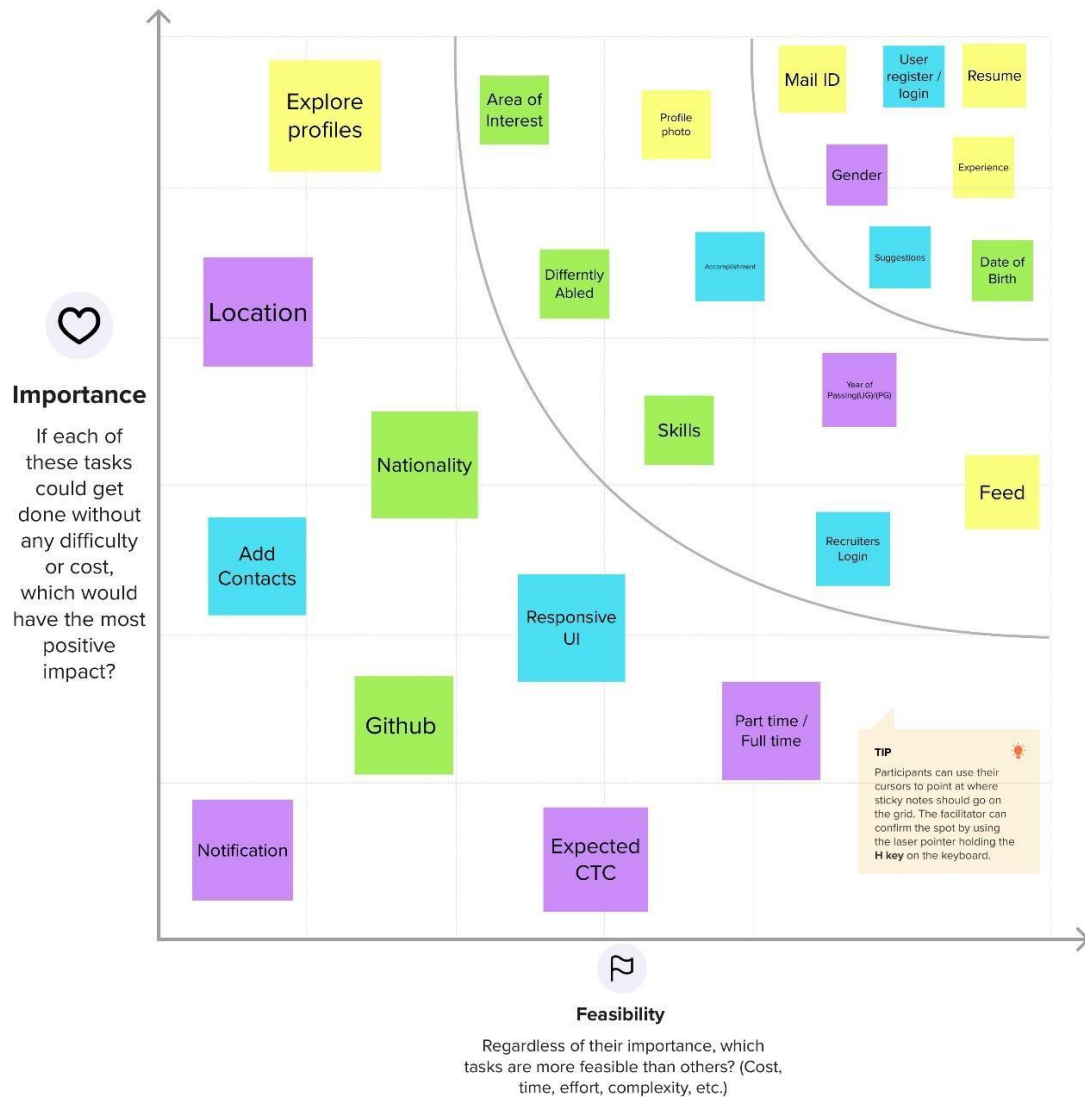 Explore
profiles
Area of
Interest
Profile
photo
Mail ID
User
register /
login
Resume
Gender
Experience
Location
Differntly
Abled
Accomplishment
Suggestions
Date of
Birth
Importance
If each of
these tasks
could get
done without
any difficulty
or cost,
which would
have the most
positive
impact?
Nationality
Skills
Year of
Passing(UG)/(PG)
Feed
Add
Contacts
Responsive
UI
Recruiters
Login
Github
Part time /
Full time
TIP
Participants can use their
cursors to point at where
sticky notes should go on
the grid. The facilitator can
confirm the spot by using
the laser pointer holding the
H key on the keyboard.
Notification
Expected
CTC
Feasibility
Regardless of their importance, which
tasks are more feasible than others? (Cost,
time, effort, complexity, etc.)